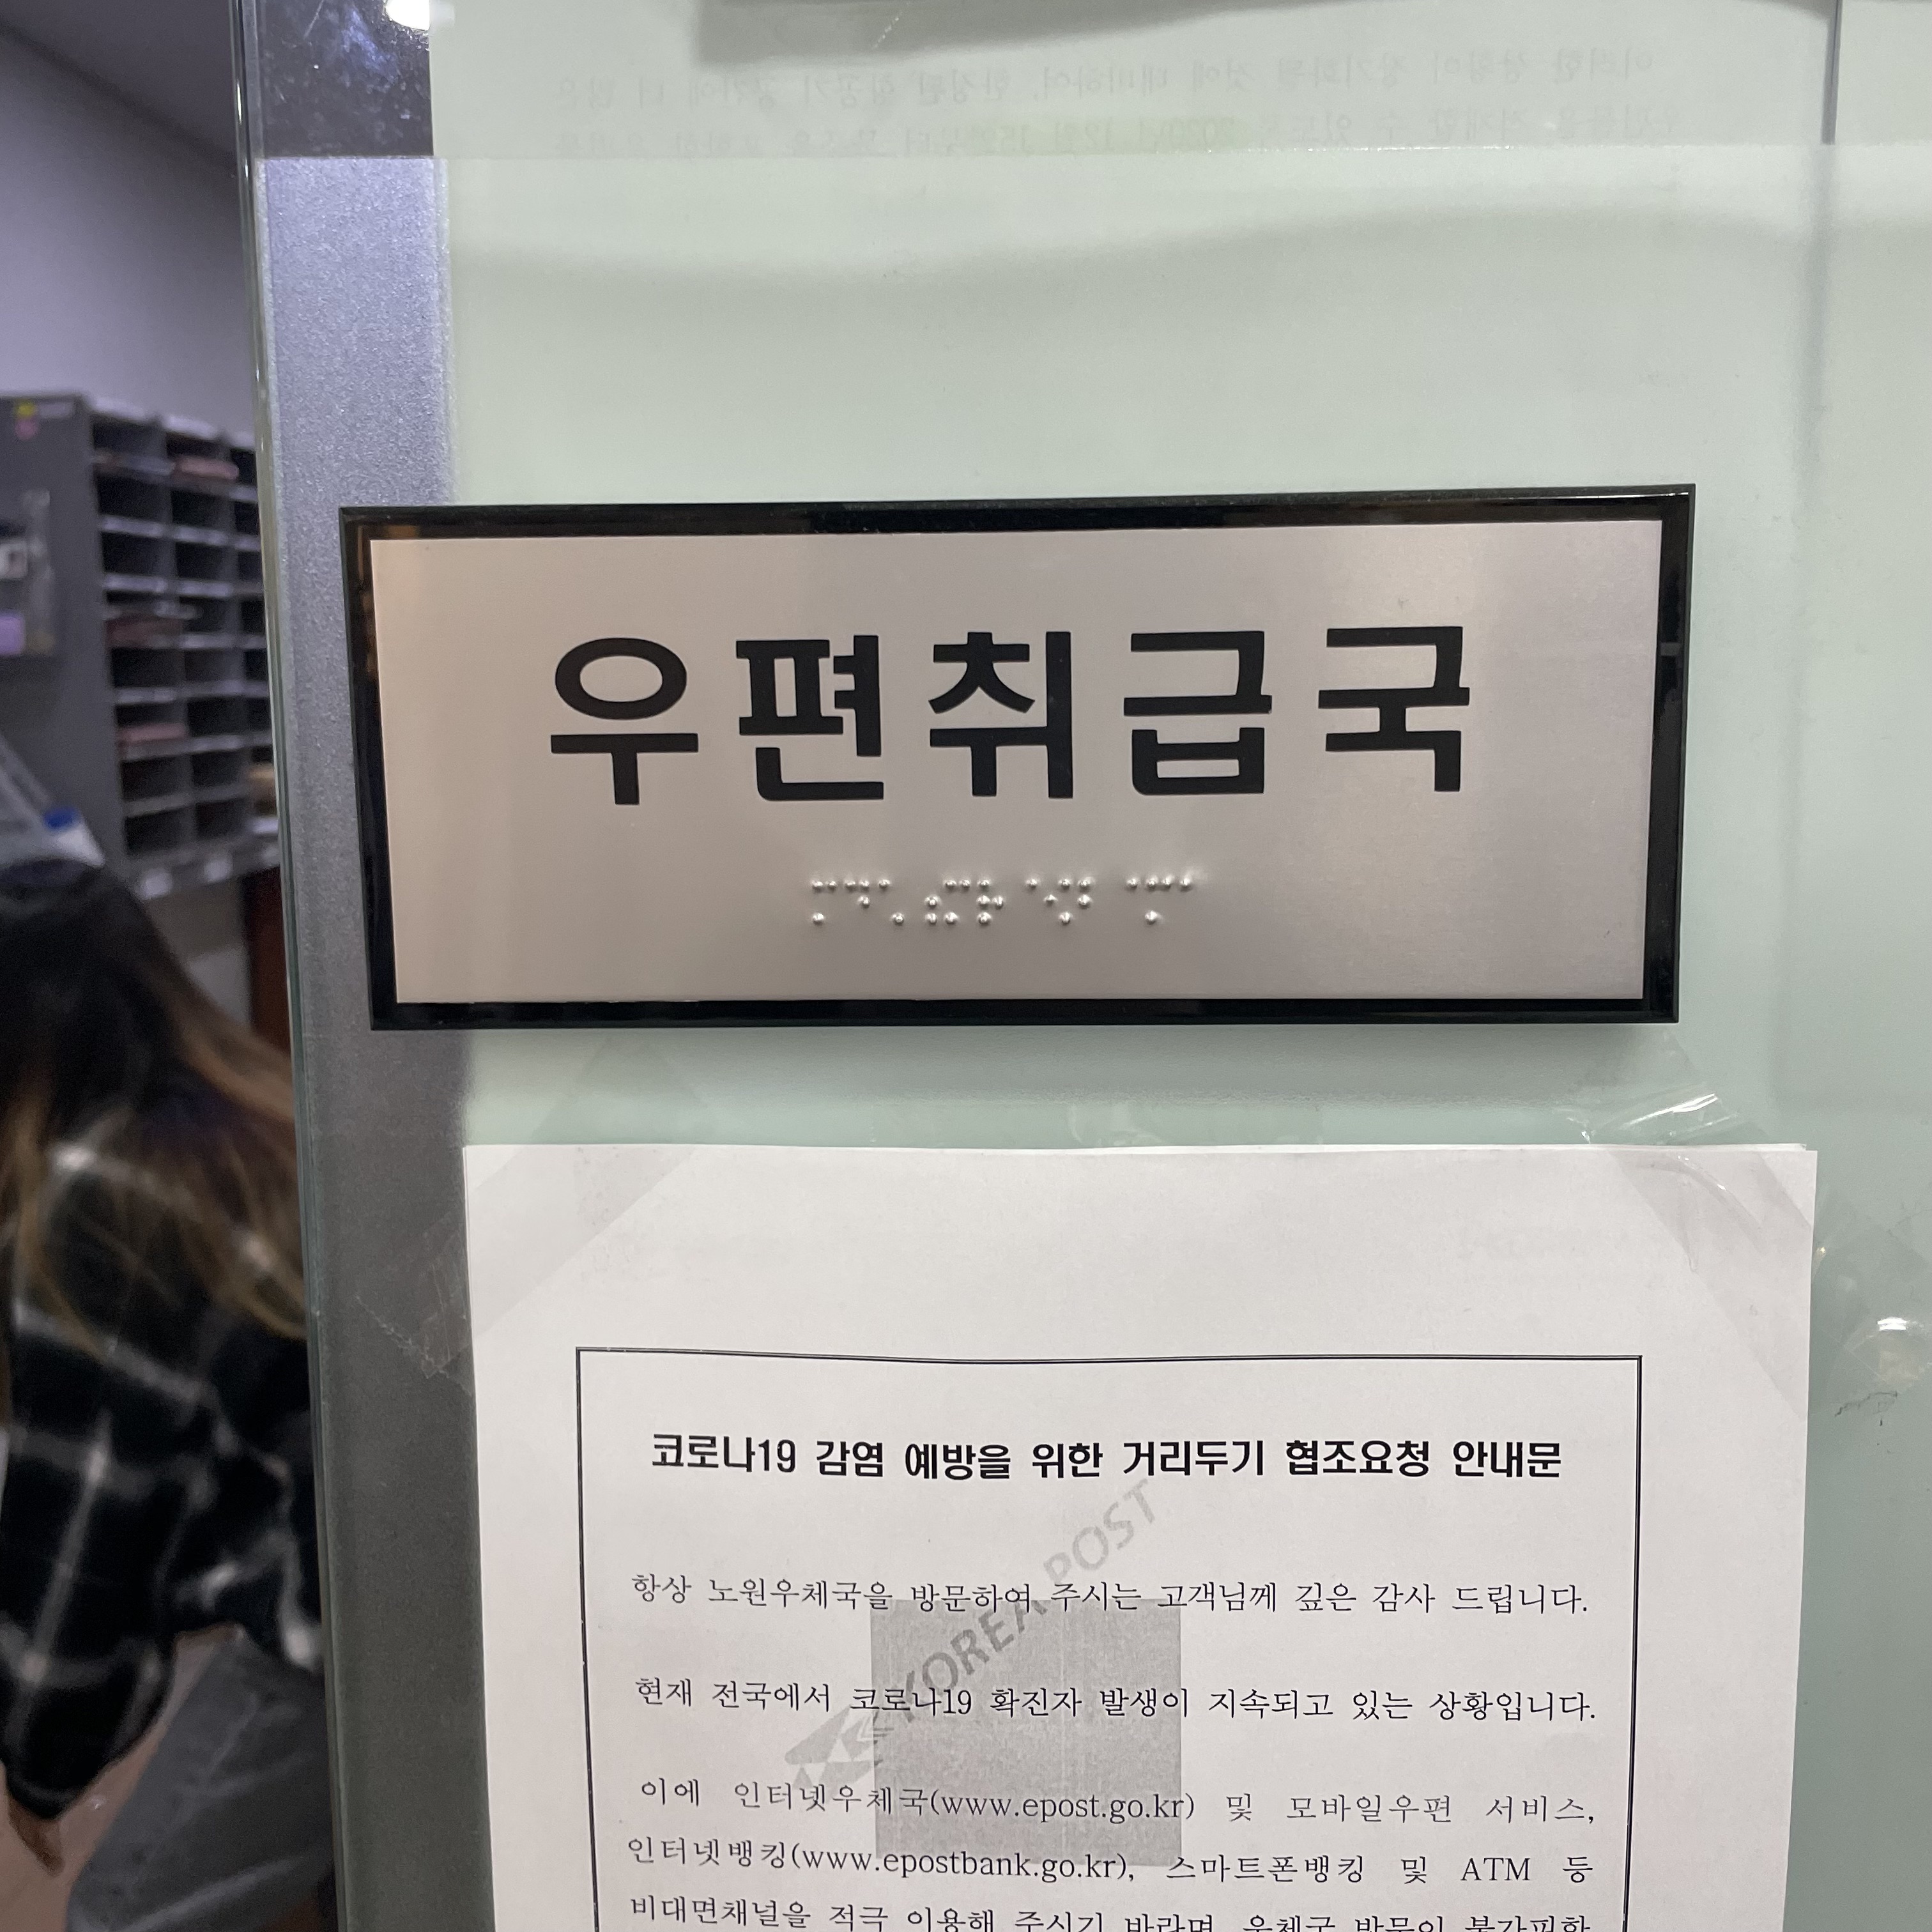 우편취급국
⠍⠙⠡⠰⠍⠗⠈⠪⠃⠈⠍⠁
코로나19 감염 예방을 위한 거리두기 협조요청 안내문
KOREA POST
항상 노원우체국을 방문하여 주시는 고객님께 깊은 감사 드립니다.
현재 전국에서 코로나19 확진자 발생이 지속되고 있는 상황입니다.
이에 인터넷우체국(www.epost.go.kr) 및 모바일우편 서비스,
인터넷뱅킹(www.epostbank.go.kr), 스마트폰뱅킹 및 ATM 등
비대면채널을 적극 이용해 주시기 바라며, 우체국 방문이 불가피한